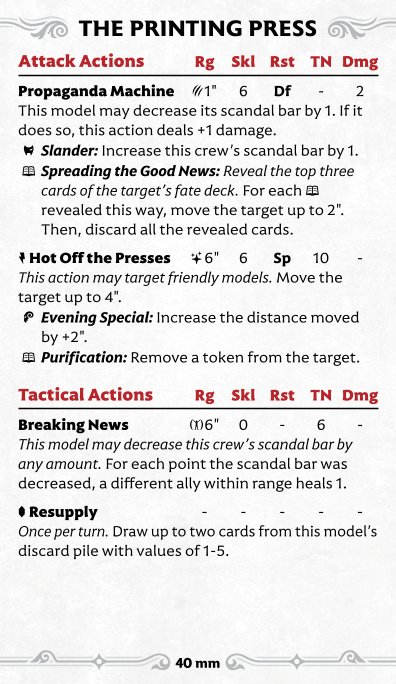 THE PRINTING PRESS
Attack Actions Rg Skl Rst TN Dmg
Propaganda Machine 1" 6 Df - 2
This model may decrease its scandal bar by 1. If it
does so, this action deals +1 damage.
Slander: Increase this crew’s scandal bar by 1.
Spreading the Good News: Reveal the top three
cards of the target’s fate deck. For each
revealed this way, move the target up to 2".
Then, discard all the revealed cards.
Hot Off the Presses 6" 6 Sp 10 -
This action may target friendly models. Move the
target up to 4".
Evening Special: Increase the distance moved
by +2".
Purification: Remove a token from the target.
Tactical Actions Rg Skl Rst TN Dmg
Breaking News 6" 0 - 6 -
This model may decrease this crew’s scandal bar by
any amount. For each point the scandal bar was
decreased, a different ally within range heals 1.
Resupply - - - - -
Once per turn. Draw up to two cards from this model’s
discard pile with values of 1-5.
40 mm